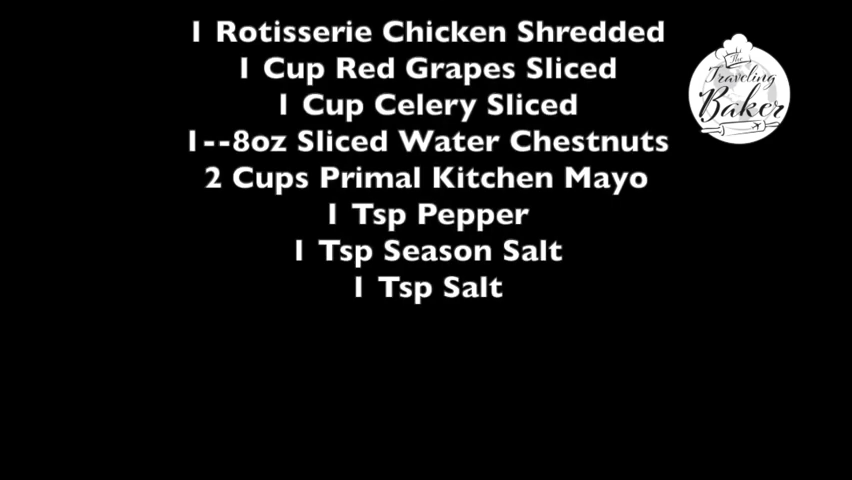 1 Rotisserie Chicken Shredded
1 Cup Red Grapes Sliced
1 Cup Celery Sliced
1--8oz Sliced Water Chestnuts
2 Cups Primal Kitchen Mayo
1 Tsp Pepper
1 Tsp Season Salt
1 Tsp Salt
The
Traveling
Baker